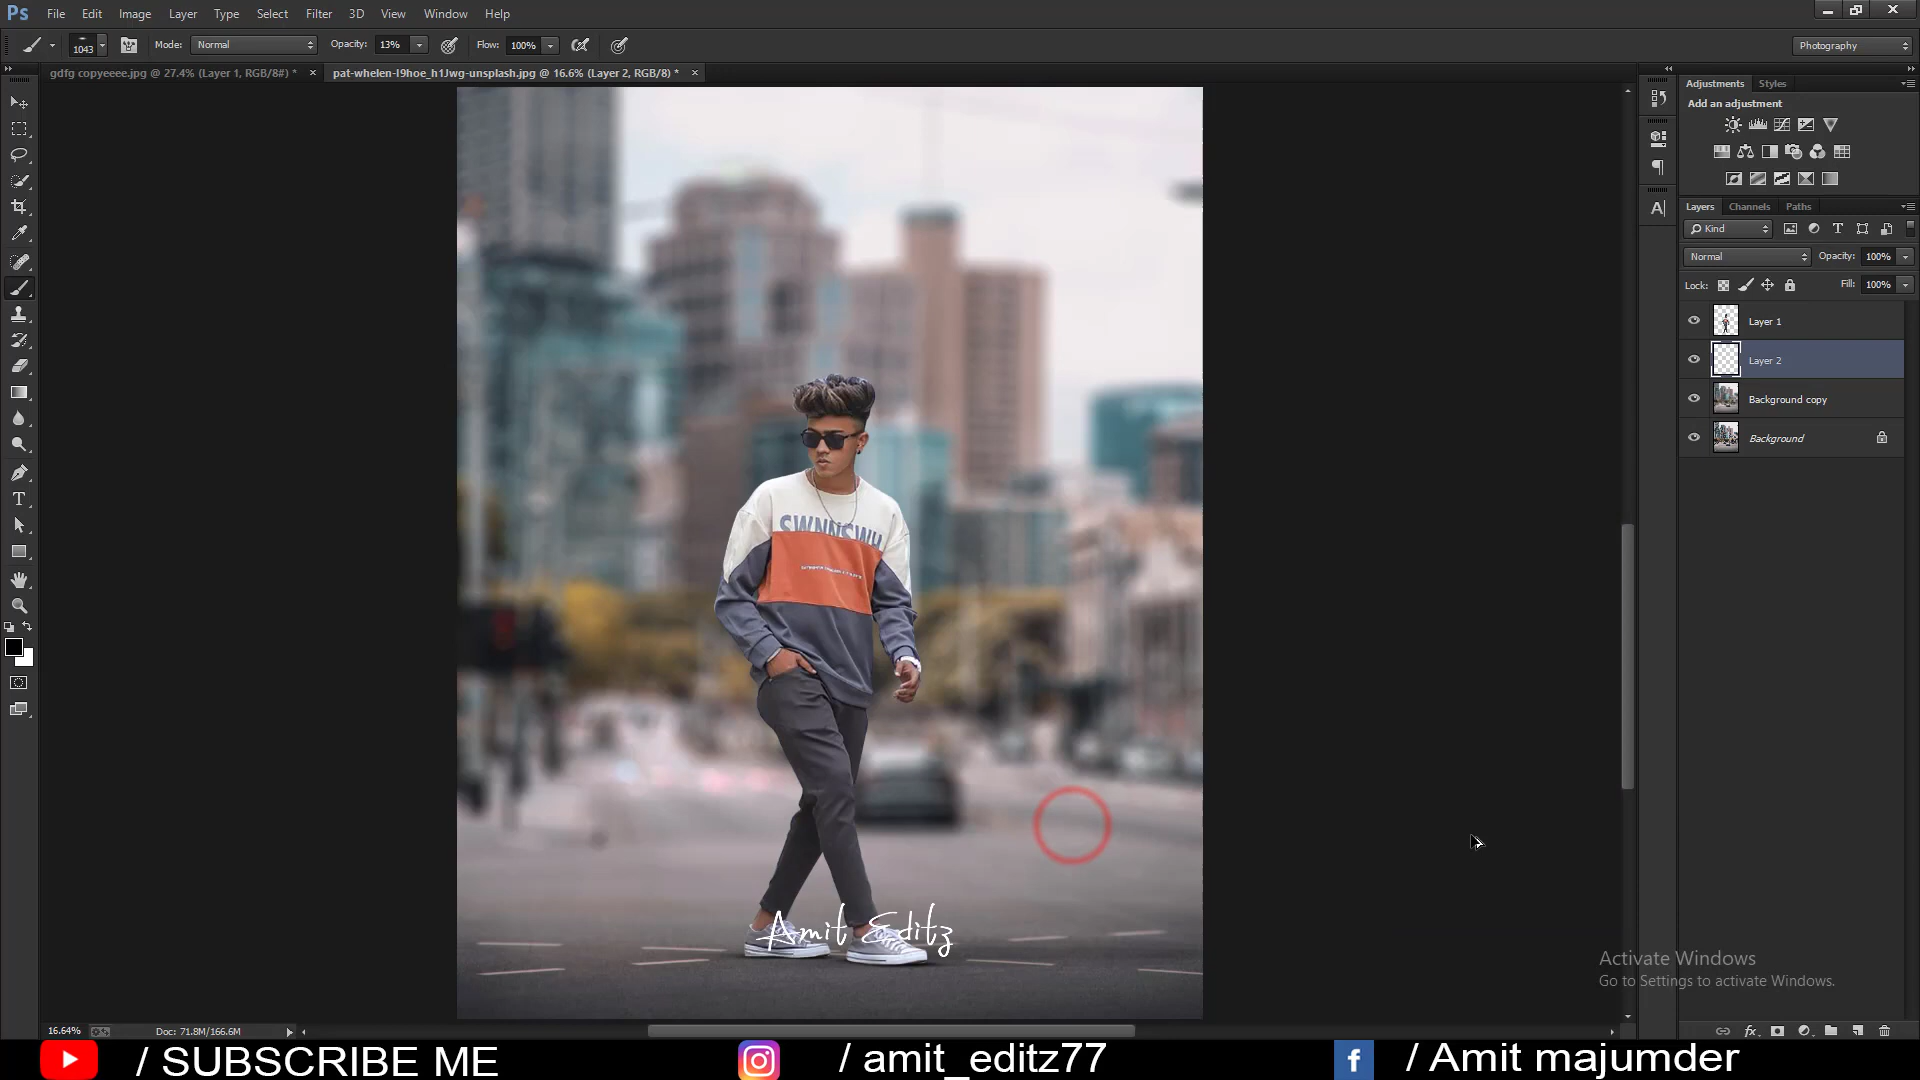 Ps File Edit Image Layer Type Select Filter 3D View Window Help
1043 Mode: Normal Opacity: 13% Flow: 100% Photography
gdfg copyeeee.jpg @ 27.4% (Layer 1, RGB/8#) * × pat-whelen-I9hoe_h1Jwg-unsplash.jpg @ 16.6% (Layer 2, RGB/8) * ×
Adjustments Styles
Add an adjustment
Layers Channels Paths
Kind
Normal Opacity: 100%
Lock: Fill: 100%
Layer 1
Layer 2
Background copy
Background
SWNNSWH
Amit Editz
Activate Windows
Go to Settings to activate Windows.
16.64% Doc: 71.8M/166.6M
/ SUBSCRIBE ME / amit_editz77 / Amit majumder